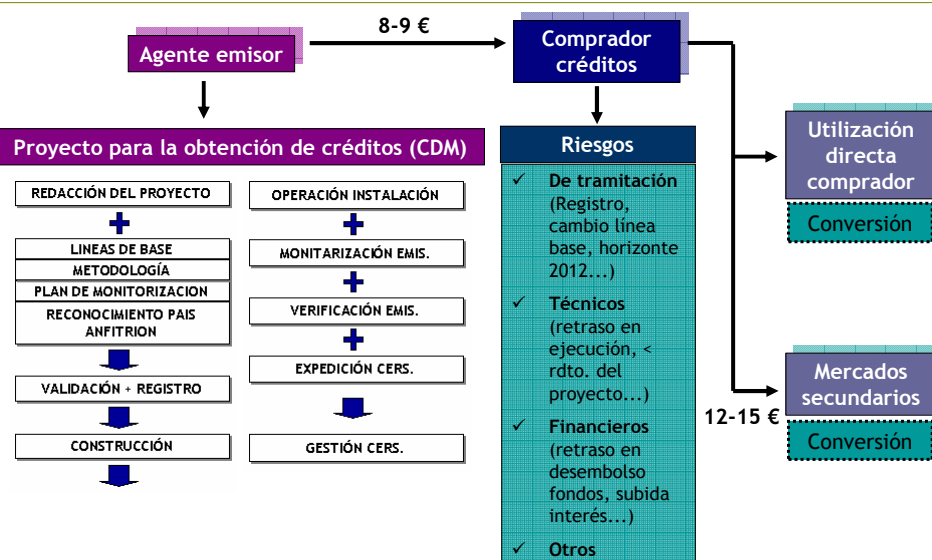 8-9 €
Agente emisor
Comprador
créditos
Proyecto para la obtención de créditos (CDM)
REDACCIÓN DEL PROYECTO
LINEAS DE BASE
METODOLOGÍA
PLAN DE MONITORIZACION
RECONOCIMIENTO PAIS
ANFITRION
VALIDACIÓN + REGISTRO
CONSTRUCCIÓN
OPERACIÓN INSTALACIÓN
MONITARIZACIÓN EMIS.
VERIFICACIÓN EMIS.
EXPEDICIÓN CERS.
GESTIÓN CERS.
Riesgos
✓ De tramitación
(Registro,
cambio línea
base, horizonte
2012...)
✓ Técnicos
(retraso en
ejecución, <
rdto. del
proyecto...)
✓ Financieros
(retraso en
desembolso
fondos, subida
interés...)
✓ Otros
Utilización
directa
comprador
Conversión
12-15 €
Mercados
secundarios
Conversión